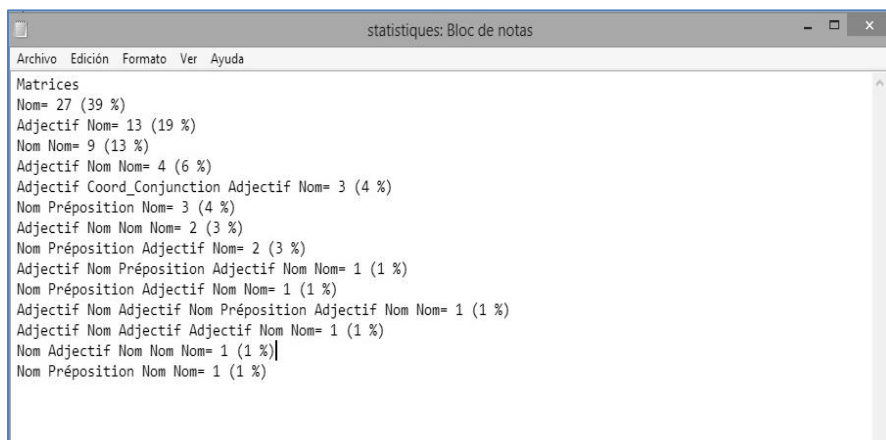 statistiques: Bloc de notas
Archivo Edición Formato Ver Ayuda
Matrices
Nom= 27 (39 %)
Adjectif Nom= 13 (19 %)
Nom Nom= 9 (13 %)
Adjectif Nom Nom= 4 (6 %)
Adjectif Coord_Conjunction Adjectif Nom= 3 (4 %)
Nom Préposition Nom= 3 (4 %)
Adjectif Nom Nom Nom= 2 (3 %)
Nom Préposition Adjectif Nom= 2 (3 %)
Adjectif Nom Préposition Adjectif Nom Nom= 1 (1 %)
Nom Préposition Adjectif Nom Nom= 1 (1 %)
Adjectif Nom Adjectif Nom Préposition Adjectif Nom Nom= 1 (1 %)
Adjectif Nom Adjectif Adjectif Nom Nom= 1 (1 %)
Nom Adjectif Nom Nom Nom= 1 (1 %)
Nom Préposition Nom Nom= 1 (1 %)